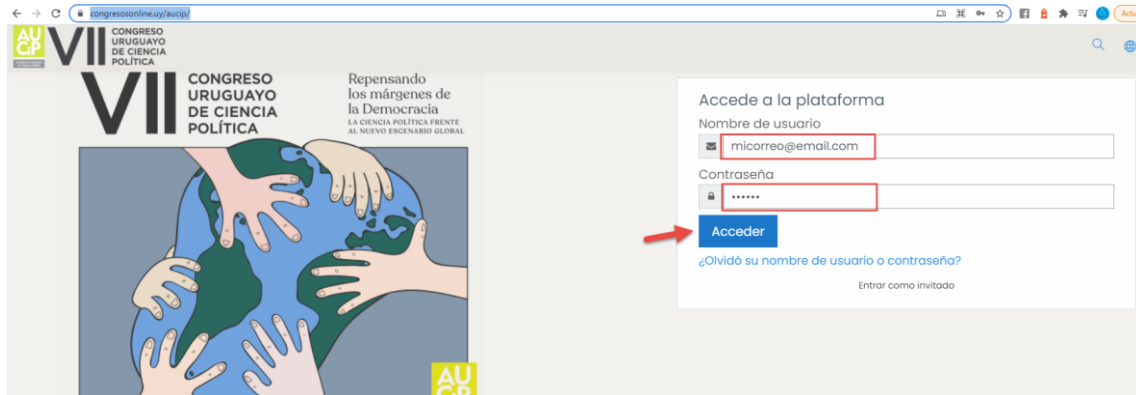 congresosonline.uy/aucip/
AU
CIP
VII
CONGRESO
URUGUAYO
DE CIENCIA
POLÍTICA
VII
CONGRESO
URUGUAYO
DE CIENCIA
POLÍTICA
Repensando
los márgenes de
la Democracia
LA CIENCIA POLÍTICA FRENTE
AL NUEVO ESCENARIO GLOBAL
AU
CIP
Accede a la plataforma
Nombre de usuario
micorreo@email.com
Contraseña
••••••
Acceder
¿Olvidó su nombre de usuario o contraseña?
Entrar como invitado